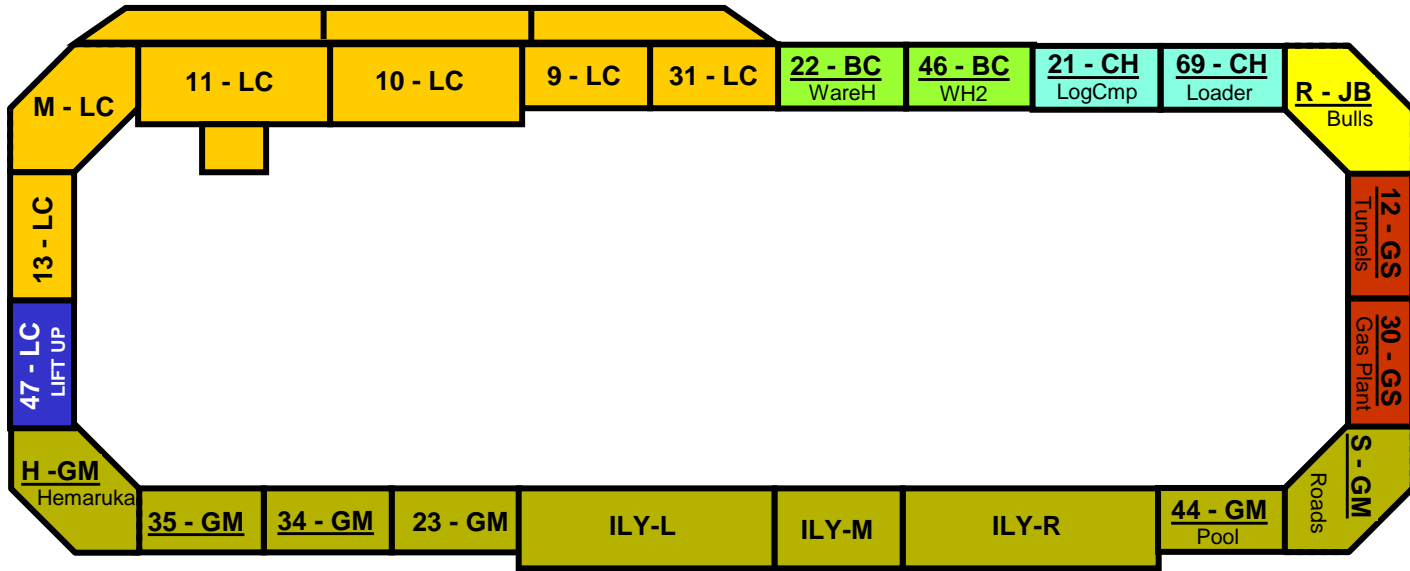 M - LC
11 - LC
10 - LC
9 - LC
31 - LC
22 - BC
WareH
46 - BC
WH2
21 - CH
LogCmp
69 - CH
Loader
R - JB
Bulls
13 - LC
12 - GS
Tunnels
47 - LC
LIFT UP
30 - GS
Gas Plant
H -GM
Hemaruka
S - GM
Roads
35 - GM
34 - GM
23 - GM
ILY-L
ILY-M
ILY-R
44 - GM
Pool